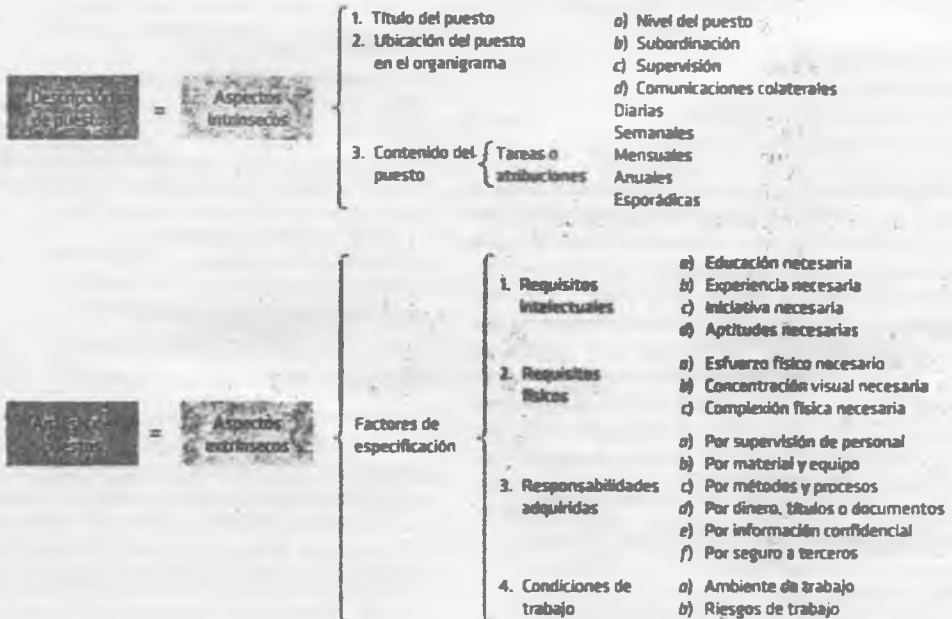 1. Título del puesto
2. Ubicación del puesto
en el organigrama
a) Nivel del puesto
b) Subordinación
c) Supervisión
d) Comunicaciones colaterales
Descripción
de puestos
=
Aspectos
intrínsecos
3. Contenido del
puesto
Tareas o
atribuciones
Diarias
Semanales
Mensuales
Anuales
Esporádicas
Análisis de
puestos
=
Aspectos
extrínsecos
Factores de
especificación
1. Requisitos
intelectuales
a) Educación necesaria
b) Experiencia necesaria
c) Iniciativa necesaria
d) Aptitudes necesarias
2. Requisitos
físicos
a) Esfuerzo físico necesario
b) Concentración visual necesaria
c) Complexión física necesaria
3. Responsabilidades
adquiridas
a) Por supervisión de personal
b) Por material y equipo
c) Por métodos y procesos
d) Por dinero, títulos o documentos
e) Por información confidencial
f) Por seguro a terceros
4. Condiciones de
trabajo
a) Ambiente de trabajo
b) Riesgos de trabajo